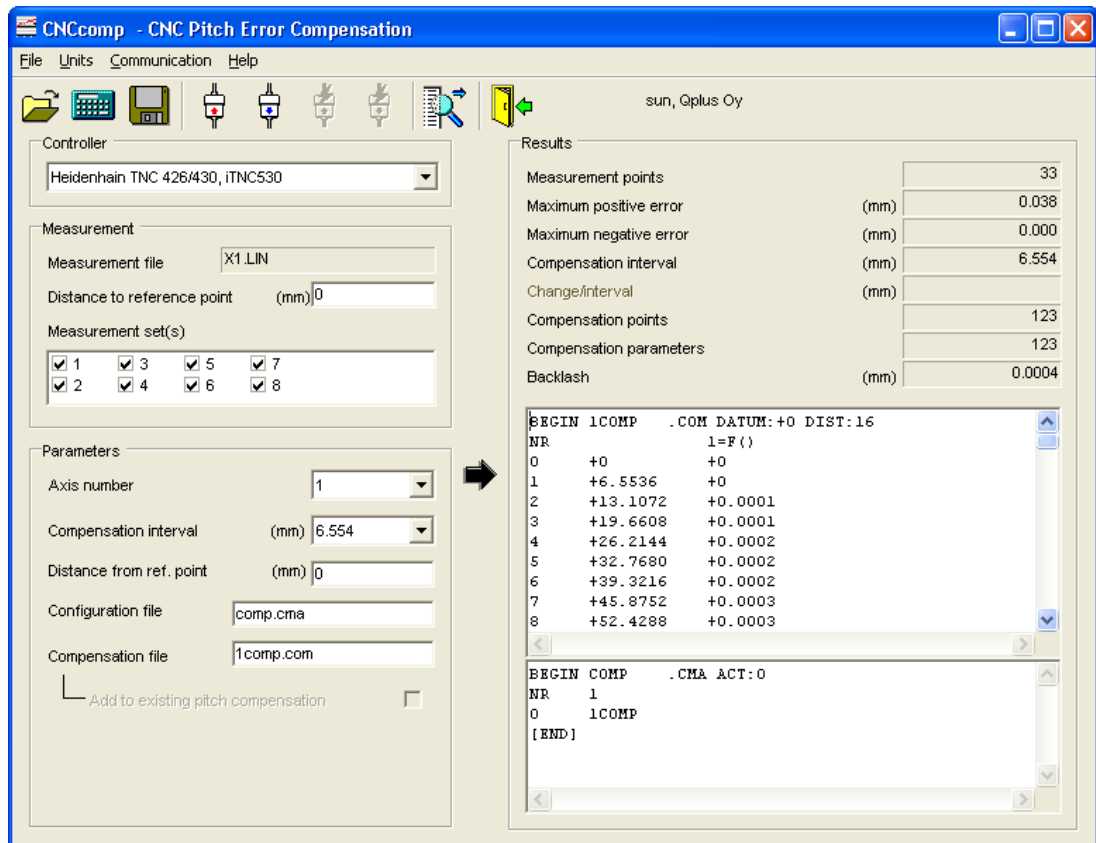 CNCcomp - CNC Pitch Error Compensation
File Units Communication Help
sun, Qplus Oy
Controller
Heidenhain TNC 426/430, iTNC530
Measurement
Measurement file X1.LIN
Distance to reference point (mm) 0
Measurement set(s)
1 3 5 7
2 4 6 8
Parameters
Axis number 1
Compensation interval (mm) 6.554
Distance from ref. point (mm) 0
Configuration file comp.cma
Compensation file 1comp.com
Add to existing pitch compensation
Results
Measurement points 33
Maximum positive error (mm) 0.038
Maximum negative error (mm) 0.000
Compensation interval (mm) 6.554
Change/interval (mm)
Compensation points 123
Compensation parameters 123
Backlash (mm) 0.0004
BEGIN 1COMP .COM DATUM:+0 DIST:16
NR 1=F()
0 +0 +0
1 +6.5536 +0
2 +13.1072 +0.0001
3 +19.6608 +0.0001
4 +26.2144 +0.0002
5 +32.7680 +0.0002
6 +39.3216 +0.0002
7 +45.8752 +0.0003
8 +52.4288 +0.0003
BEGIN COMP .CMA ACT:0
NR 1
0 1COMP
[END]